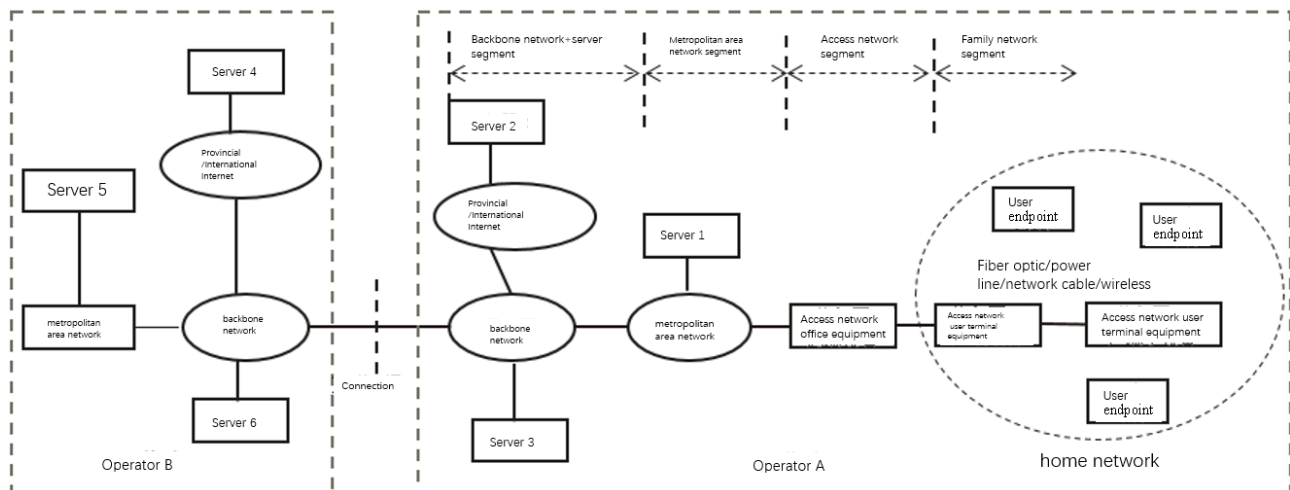 Server 4
Provincial
/International
Internet
Server 5
metropolitan
area network
backbone
network
Server 6
Operator B
Connection
Backbone network+server
segment
Metropolitan area
network segment
Access network
segment
Family network
segment
Server 2
Provincial
/International
Internet
Server 1
backbone
network
metropolitan
area network
Server 3
Access network
office equipment
User
endpoint
User
endpoint
Fiber optic/power
line/network cable/wireless
Access network
user terminal
equipment
Access network user
terminal equipment
User
endpoint
Operator A
home network